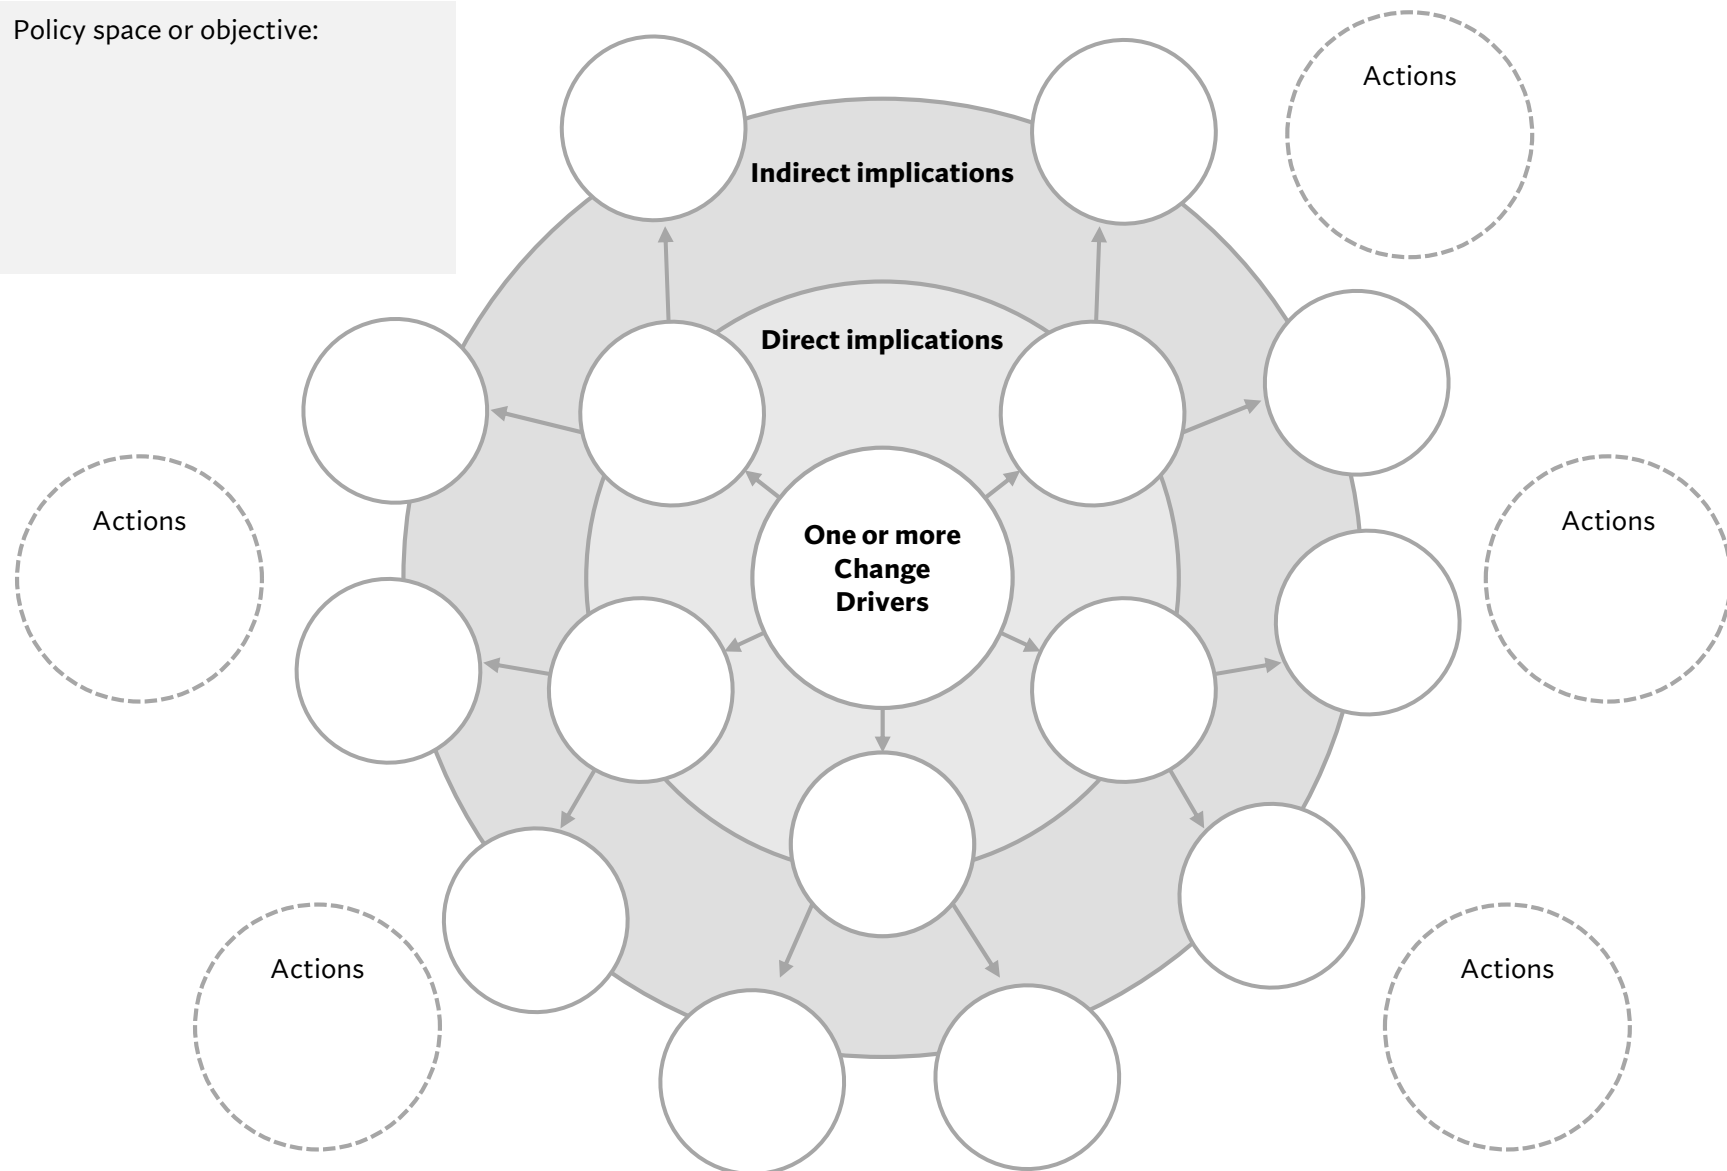 Policy space or objective:
Actions
Indirect implications
Direct implications
Actions
Actions
One or more
Change
Drivers
Actions
Actions